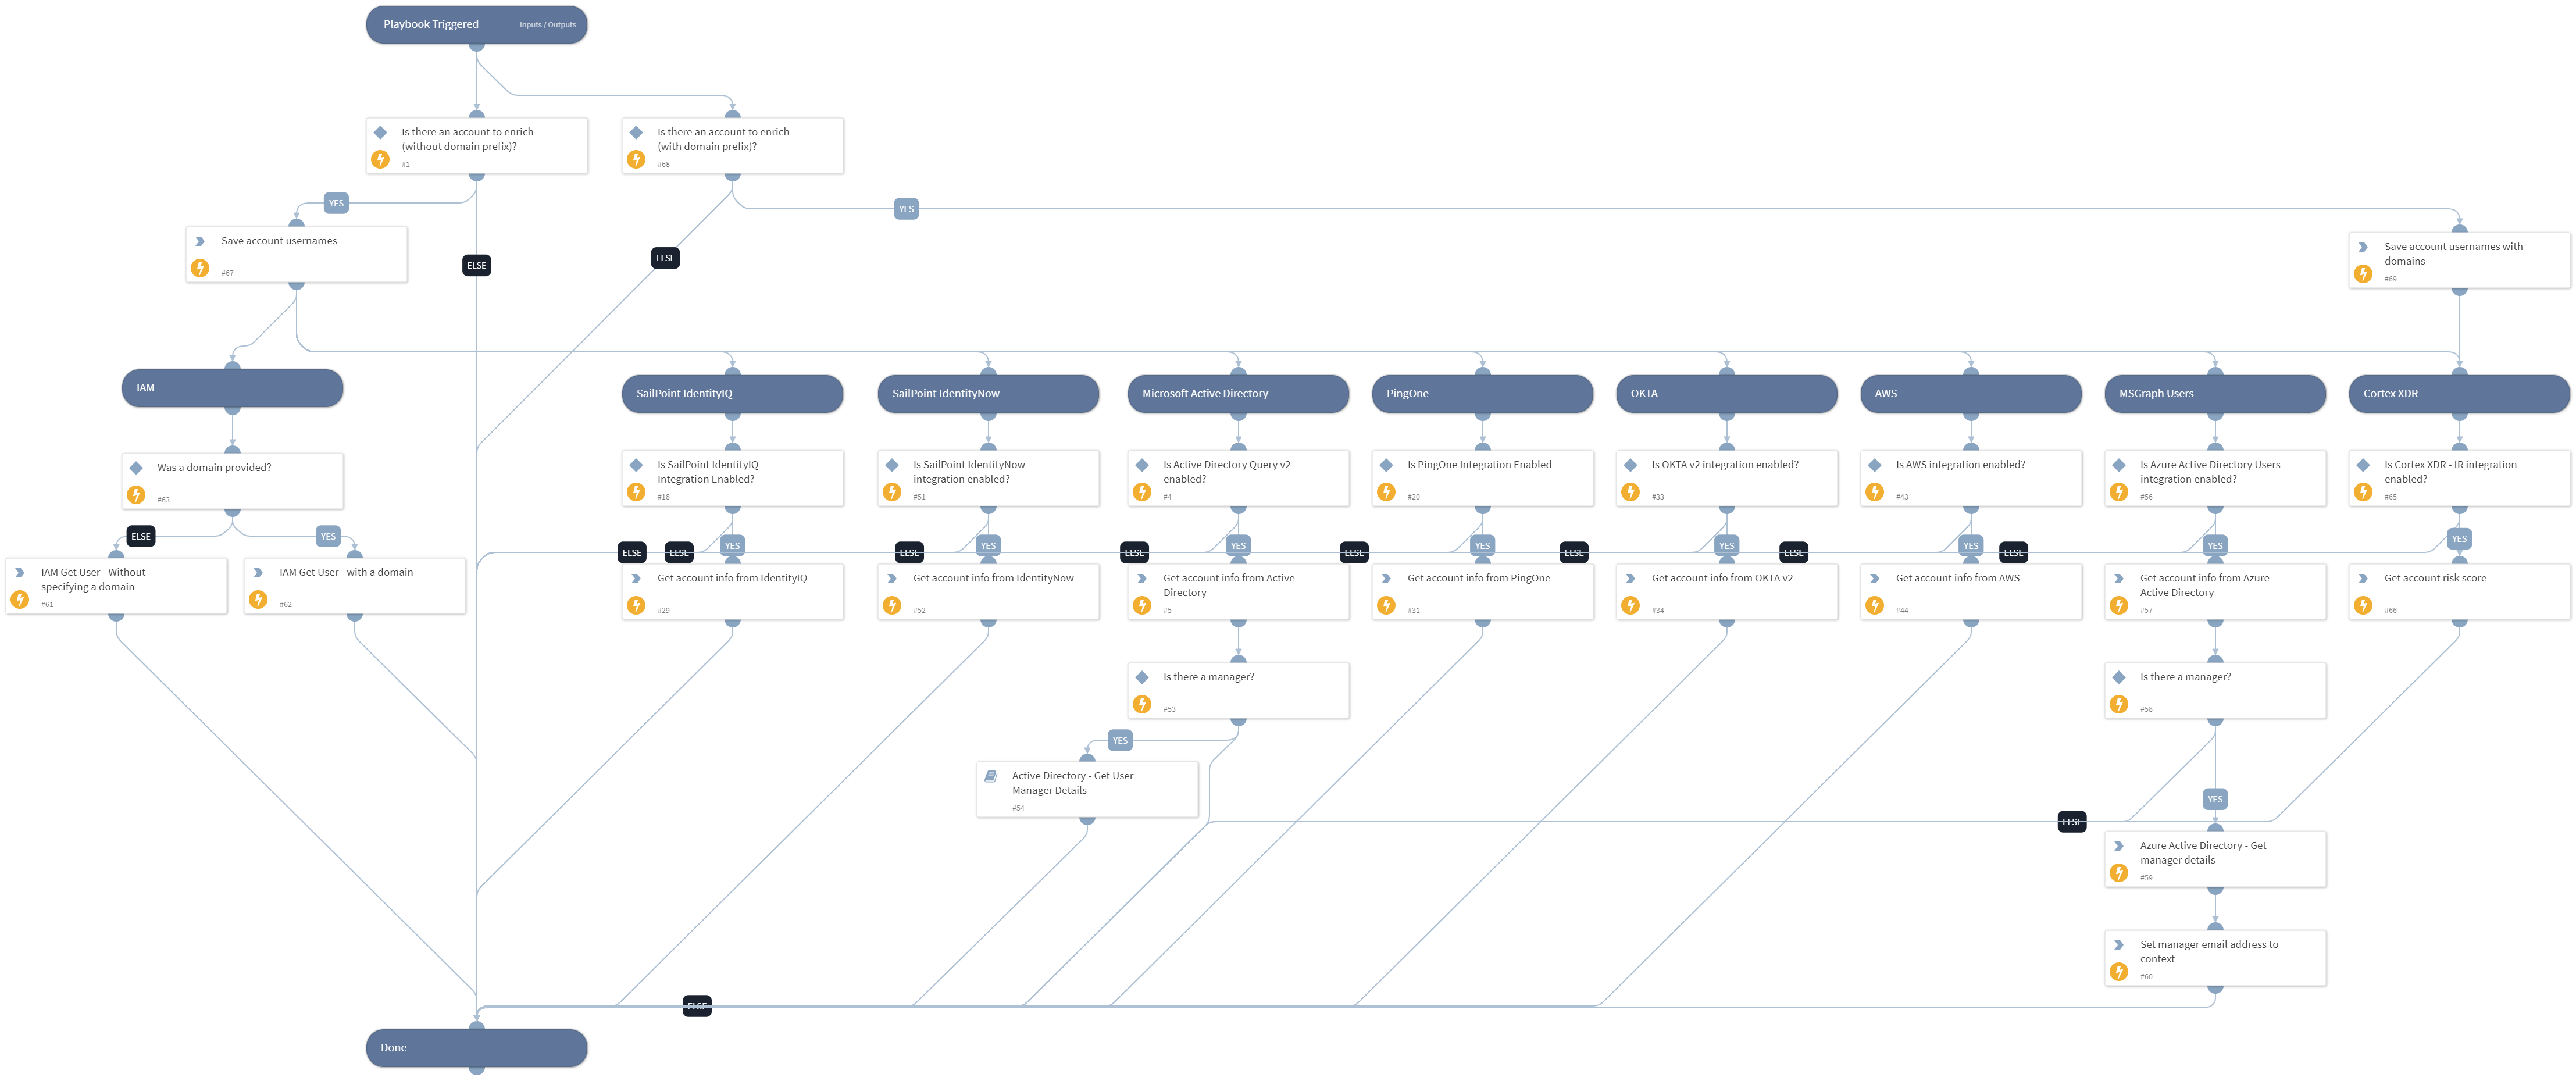 Playbook Triggered
Inputs / Outputs
Is there an account to enrich
(without domain prefix)?
#1
Is there an account to enrich
(with domain prefix)?
#68
YES
YES
Save account usernames
#67
ELSE
ELSE
Save account usernames with
domains
#69
IAM
SailPoint IdentityIQ
SailPoint IdentityNow
Microsoft Active Directory
PingOne
OKTA
AWS
MSGraph Users
Cortex XDR
Was a domain provided?
#63
Is SailPoint IdentityIQ
Integration Enabled?
#18
Is SailPoint IdentityNow
integration enabled?
#51
Is Active Directory Query v2
enabled?
#4
Is PingOne Integration Enabled
#20
Is OKTA v2 integration enabled?
#33
Is AWS integration enabled?
#43
Is Azure Active Directory Users
integration enabled?
#56
Is Cortex XDR - IR integration
enabled?
#65
ELSE
YES
ELSE
ELSE
YES
ELSE
YES
ELSE
YES
ELSE
YES
ELSE
YES
ELSE
YES
ELSE
YES
YES
IAM Get User - Without
specifying a domain
#61
IAM Get User - with a domain
#62
Get account info from IdentityIQ
#29
Get account info from IdentityNow
#52
Get account info from Active
Directory
#5
Get account info from PingOne
#31
Get account info from OKTA v2
#34
Get account info from AWS
#44
Get account info from Azure
Active Directory
#57
Get account risk score
#66
Is there a manager?
#53
Is there a manager?
#58
YES
Active Directory - Get User
Manager Details
#54
YES
ELSE
Azure Active Directory - Get
manager details
#59
Set manager email address to
context
#60
ELSE
Done